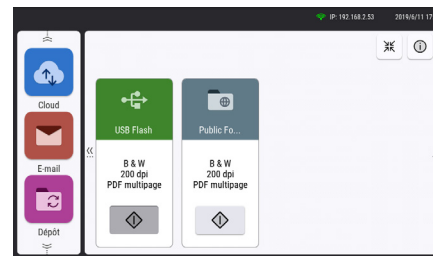 IP: 192.168.2.53 2019/6/11 17
Cloud
E-mail
Dépôt
USB Flash
B & W
200 dpi
PDF multipage
Public Fo...
B & W
200 dpi
PDF multipage